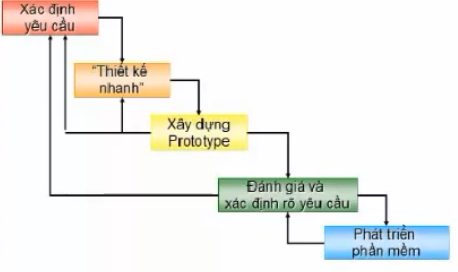 Xác định
yêu cầu
"Thiết kế
nhanh"
Xây dựng
Prototype
Đánh giá và
xác định rõ yêu cầu
Phát triển
phần mềm